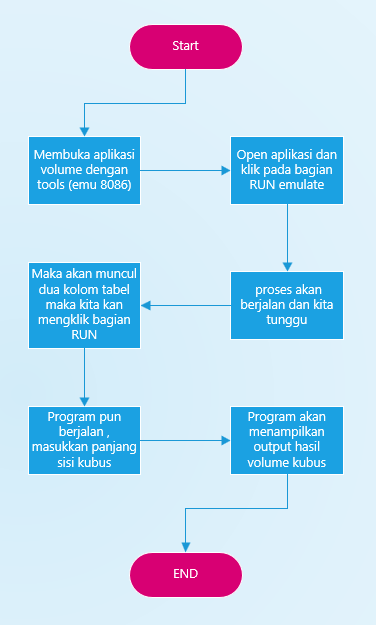 Start
Membuka aplikasi
volume dengan
tools (emu 8086)
Open aplikasi dan
klik pada bagian
RUN emulate
proses akan
berjalan dan kita
tunggu
Maka akan muncul
dua kolom tabel
maka kita kan
mengklik bagian
RUN
Program pun
berjalan ,
masukkan panjang
sisi kubus
Program akan
menampilkan
output hasil
volume kubus
END